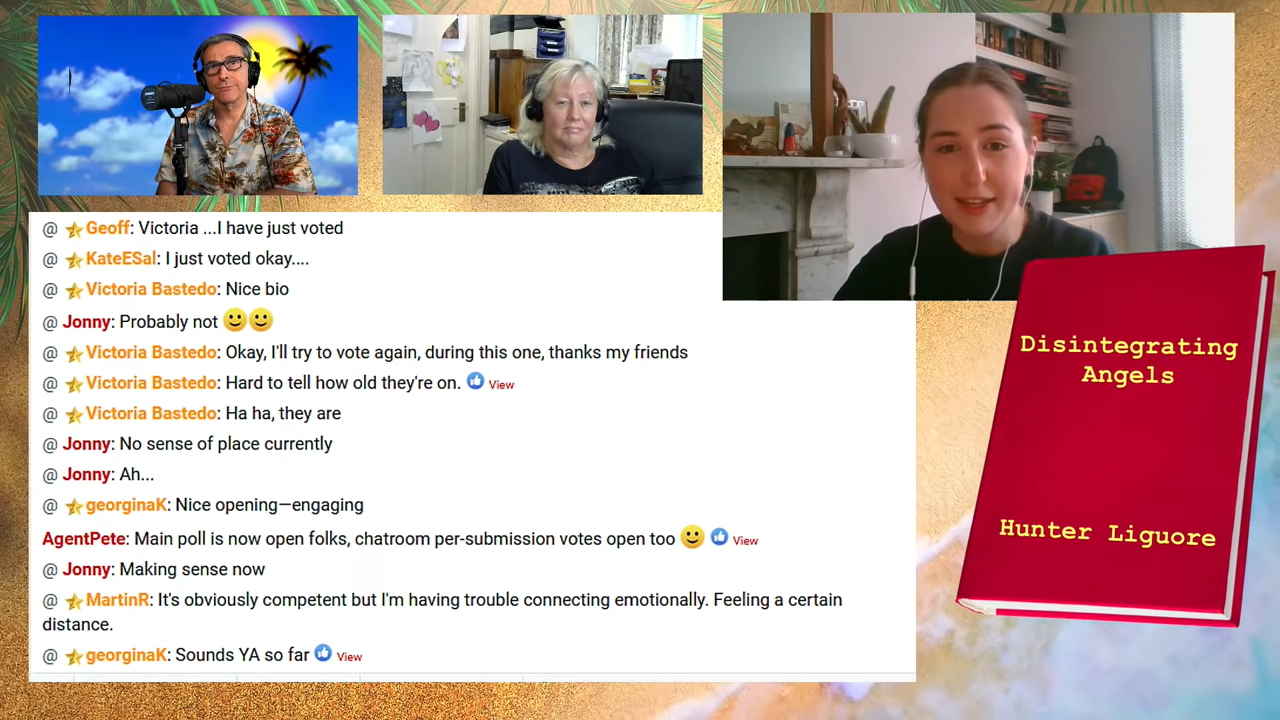 @ Geoff: Victoria ...I have just voted
@ KateESal: I just voted okay....
@ Victoria Bastedo: Nice bio
@ Jonny: Probably not 🙂🙂
@ Victoria Bastedo: Okay, I'll try to vote again, during this one, thanks my friends
@ Victoria Bastedo: Hard to tell how old they're on. View
@ Victoria Bastedo: Ha ha, they are
@ Jonny: No sense of place currently
@ Jonny: Ah...
@ georginaK: Nice opening—engaging
AgentPete: Main poll is now open folks, chatroom per-submission votes open too 🙂 View
@ Jonny: Making sense now
@ MartinR: It's obviously competent but I'm having trouble connecting emotionally. Feeling a certain
distance.
@ georginaK: Sounds YA so far View
Disintegrating
Angels
Hunter Liguore